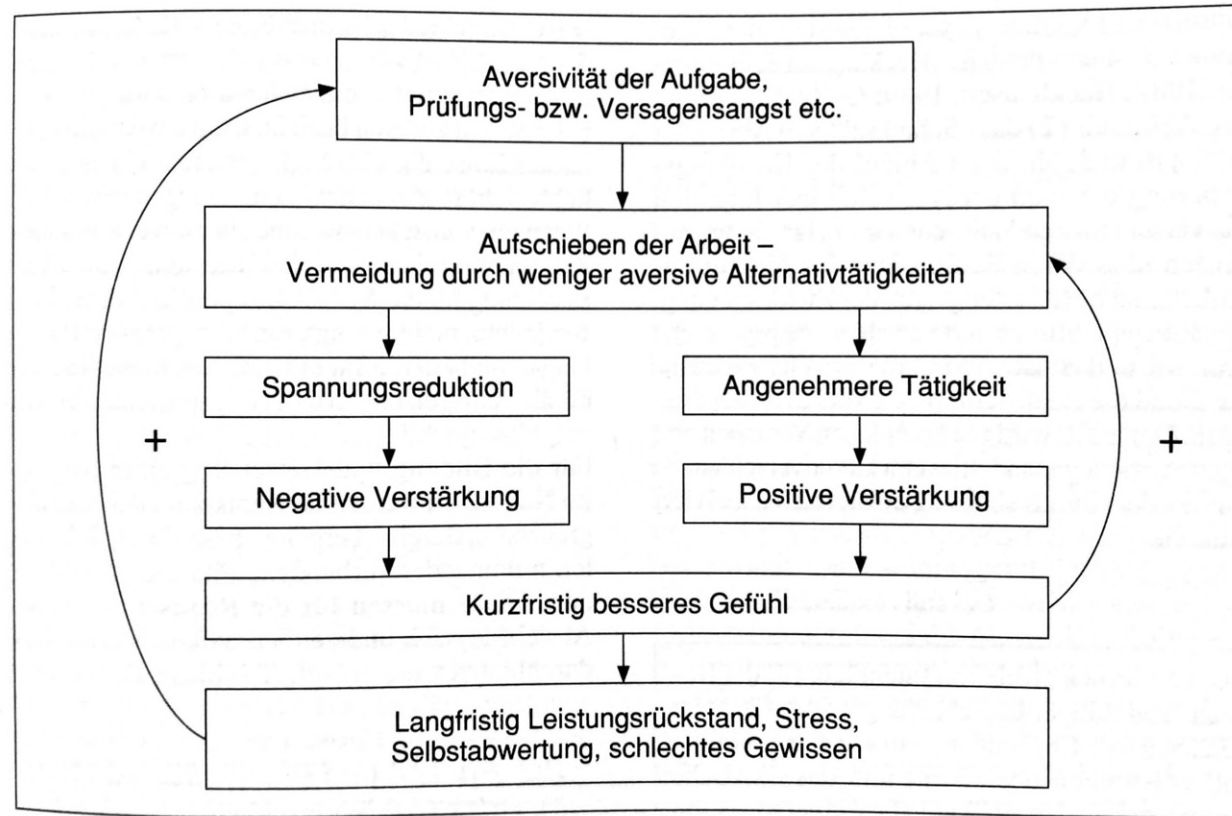 Aversivität der Aufgabe,
Prüfungs- bzw. Versagensangst etc.
Aufschieben der Arbeit –
Vermeidung durch weniger aversive Alternativtätigkeiten
Spannungsreduktion
Angenehmere Tätigkeit
+
+
Negative Verstärkung
Positive Verstärkung
Kurzfristig besseres Gefühl
Langfristig Leistungsrückstand, Stress,
Selbstabwertung, schlechtes Gewissen